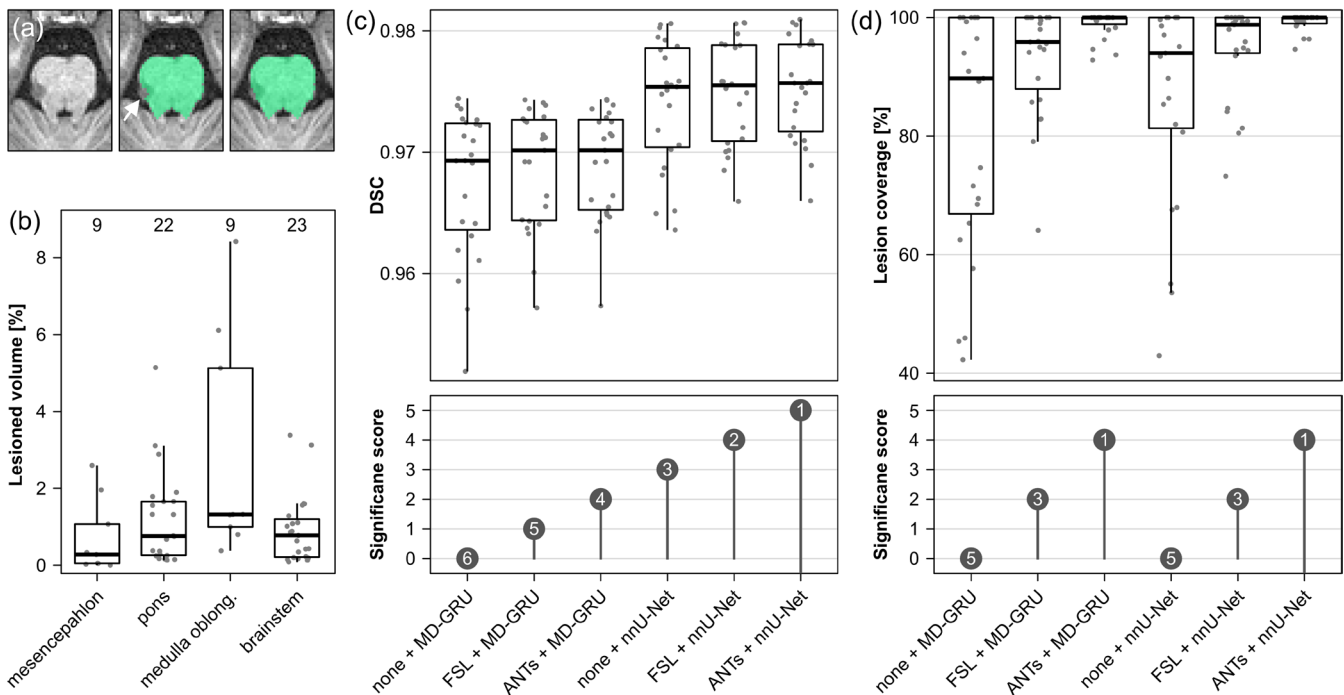 (a)
(b)
Lesioned volume [%]
9 22 9 23
8
6
4
2
0
mesencepahlon
pons
medulla oblong.
brainstem
(c)
DSC
0.98
0.97
0.96
Significane score
5
4
3
2
1
0
6 5 4 3 2 1
none + MD-GRU
FSL + MD-GRU
ANTs + MD-GRU
none + nnU-Net
FSL + nnU-Net
ANTs + nnU-Net
(d)
Lesion coverage [%]
100
80
60
40
Significane score
5
4
3
2
1
0
5 3 1 5 3 1
none + MD-GRU
FSL + MD-GRU
ANTs + MD-GRU
none + nnU-Net
FSL + nnU-Net
ANTs + nnU-Net